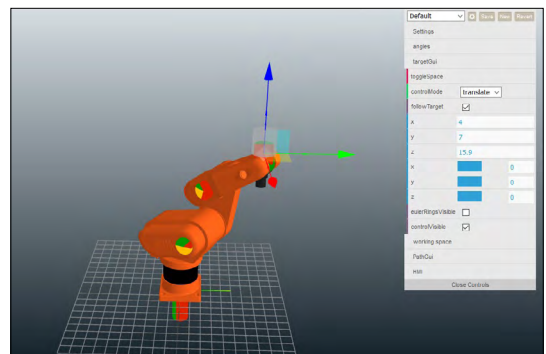 Default Save New Revert
Settings
angles
targetGui
toggleSpace
controlMode translate
followTarget
x 4
y 7
z 15.9
x 0
y 0
z 0
eulerRingsVisible
controlVisible
working space
PathGui
Close Controls